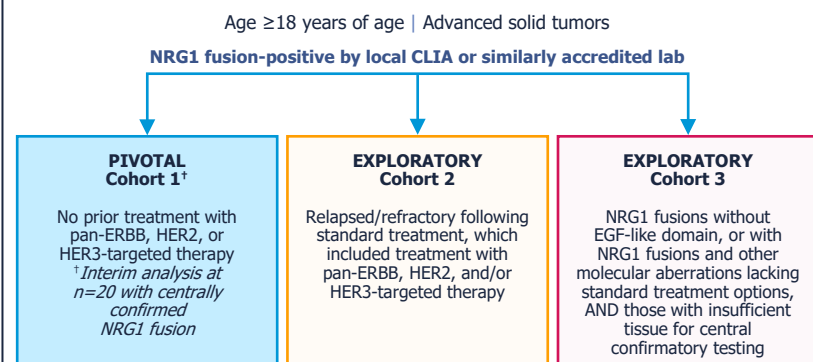 Age ≥18 years of age | Advanced solid tumors
NRG1 fusion-positive by local CLIA or similarly accredited lab
PIVOTAL
Cohort 1†
No prior treatment with
pan-ERBB, HER2, or
HER3-targeted therapy
†Interim analysis at
n=20 with centrally
confirmed
NRG1 fusion
EXPLORATORY
Cohort 2
Relapsed/refractory following
standard treatment, which
included treatment with
pan-ERBB, HER2, and/or
HER3-targeted therapy
EXPLORATORY
Cohort 3
NRG1 fusions without
EGF-like domain, or with
NRG1 fusions and other
molecular aberrations lacking
standard treatment options,
AND those with insufficient
tissue for central
confirmatory testing